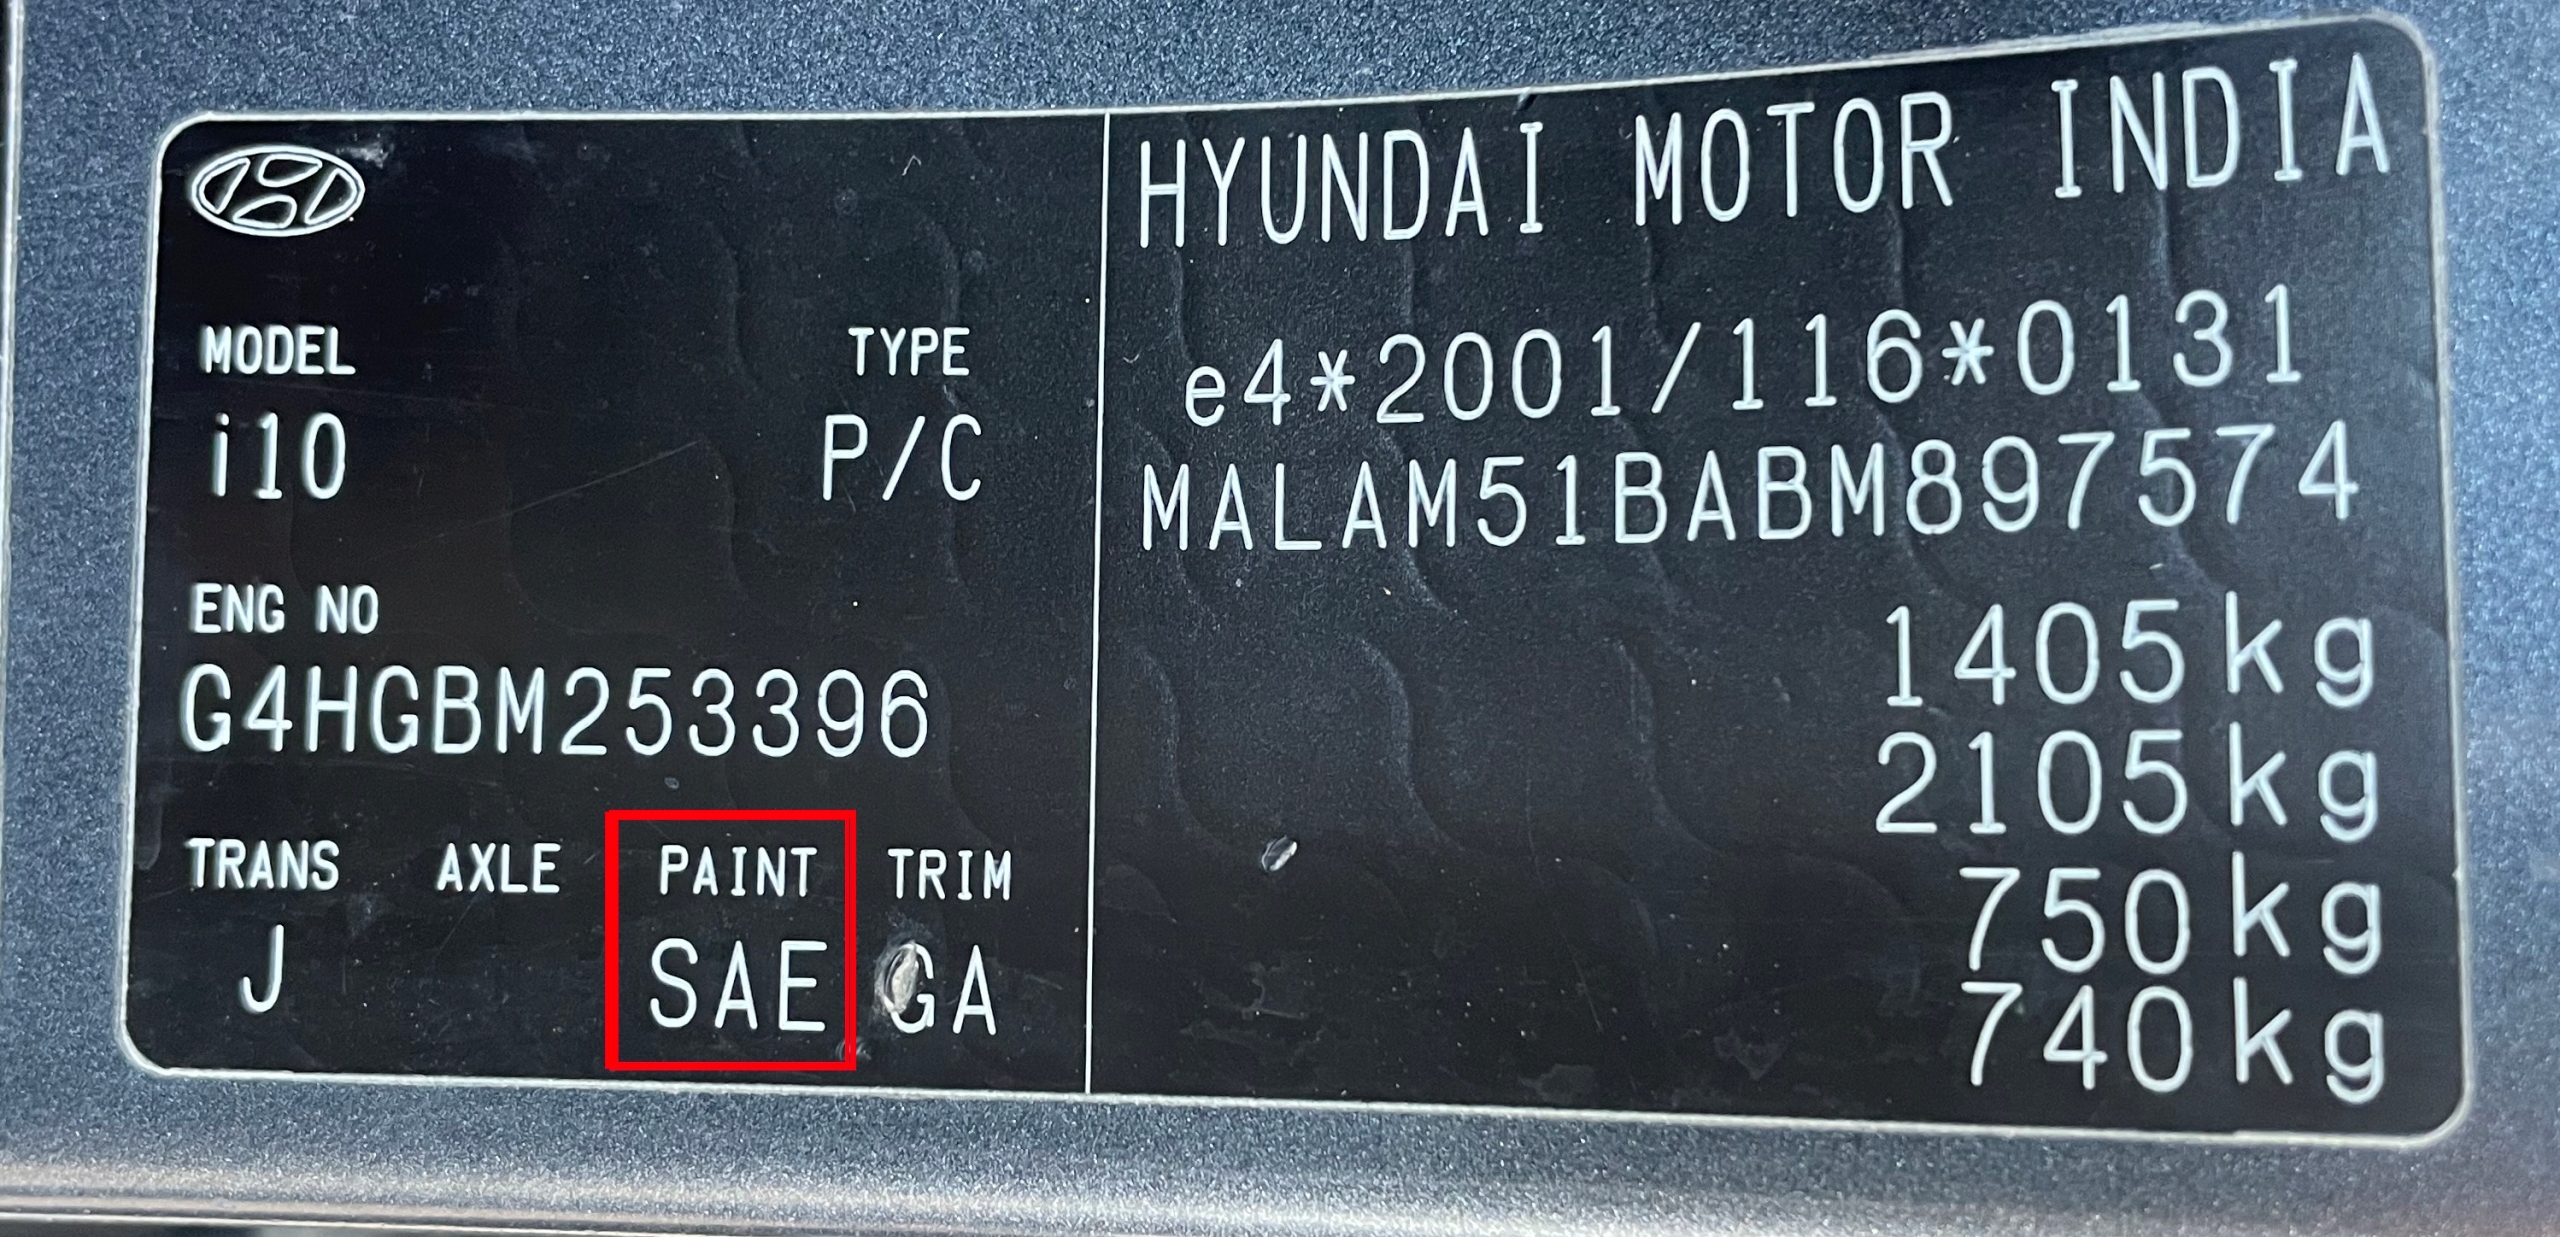 HYUNDAI MOTOR INDIA
MODEL TYPE
i10 P/C
ENG NO
G4HGBM253396
TRANS AXLE PAINT TRIM
J SAE GA
e4*2001/116*0131
MALAM51BABM897574
1405kg
2105kg
750kg
740kg